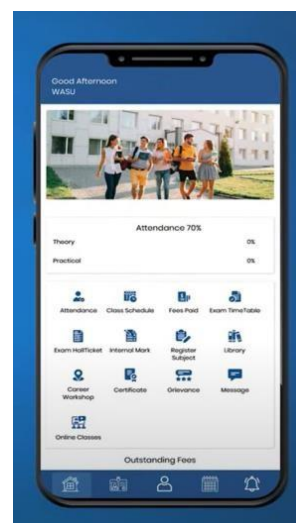 Good Afternoon
WASU
Attendance 70%
Theory 0%
Practical 0%
Attendance Class Schedule Fees Paid Exam TimeTable
Exam HallTicket Internal Mark Register Subject Library
Career Workshop Certificate Grievance Message
Online Classes
Outstanding Fees